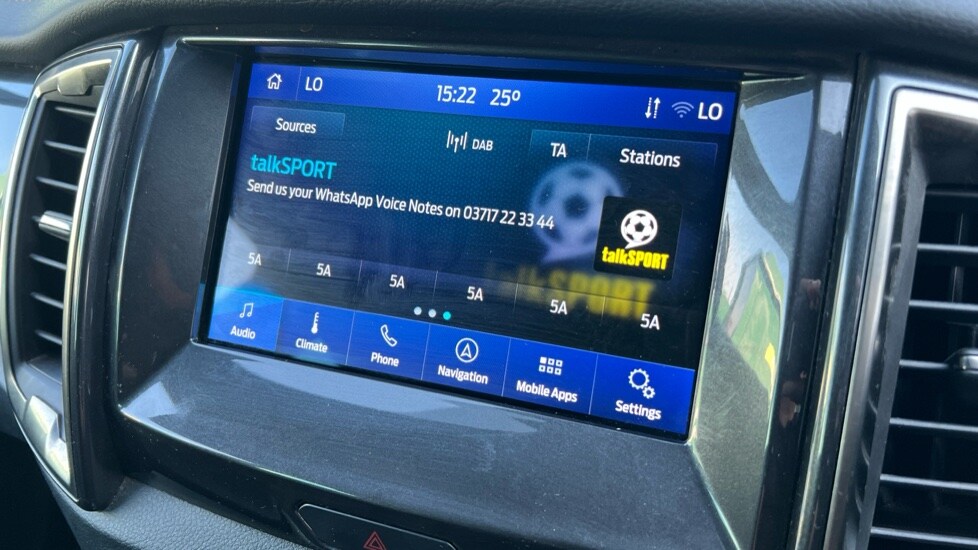 LO 15:22 25° LO
Sources DAB TA Stations
talkSPORT
Send us your WhatsApp Voice Notes on 03717 22 33 44
talkSPORT
talkSPORT
5A 5A 5A 5A 5A 5A
Audio Climate Phone Navigation Mobile Apps Settings